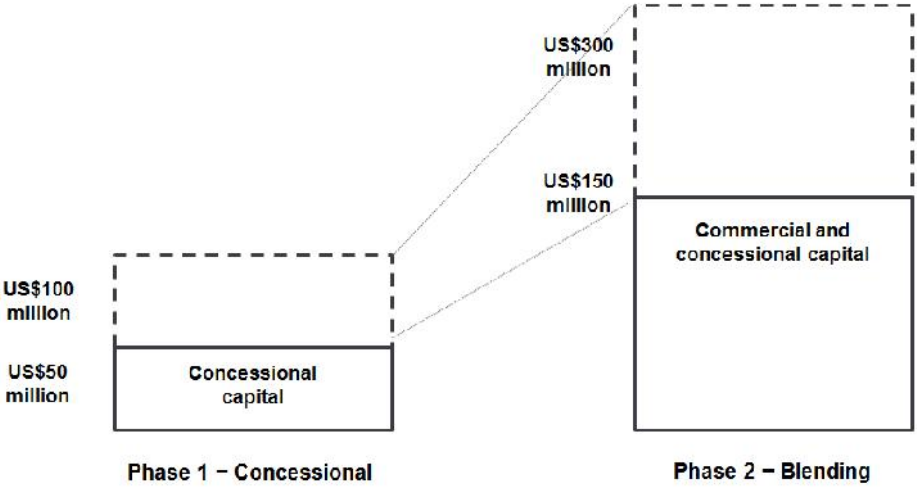 US$300
million
US$150
million
Commercial and
concessional capital
US$100
million
US$50
million
Concessional
capital
Phase 1 – Concessional
Phase 2 – Blending